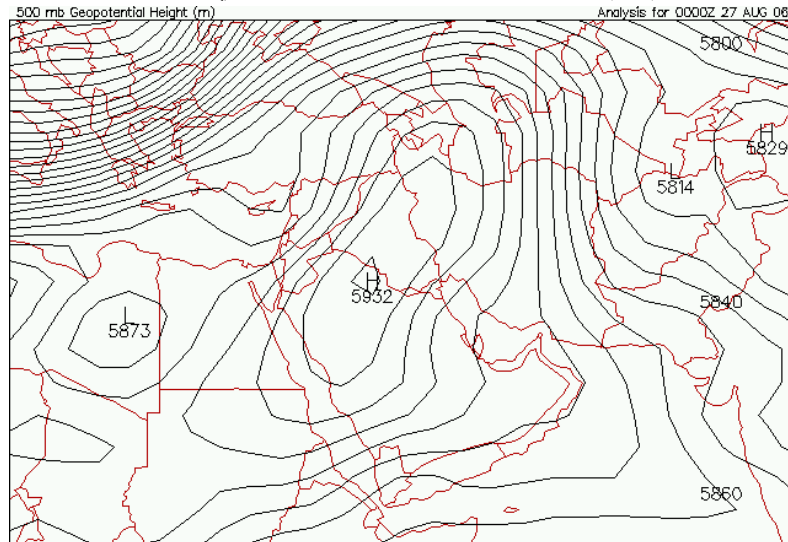 500 mb Geopotential Height (m) Analysis for 0000Z 27 AUG 06
5800
H
5829
L
5814
H
5932
5840
L
5873
5860